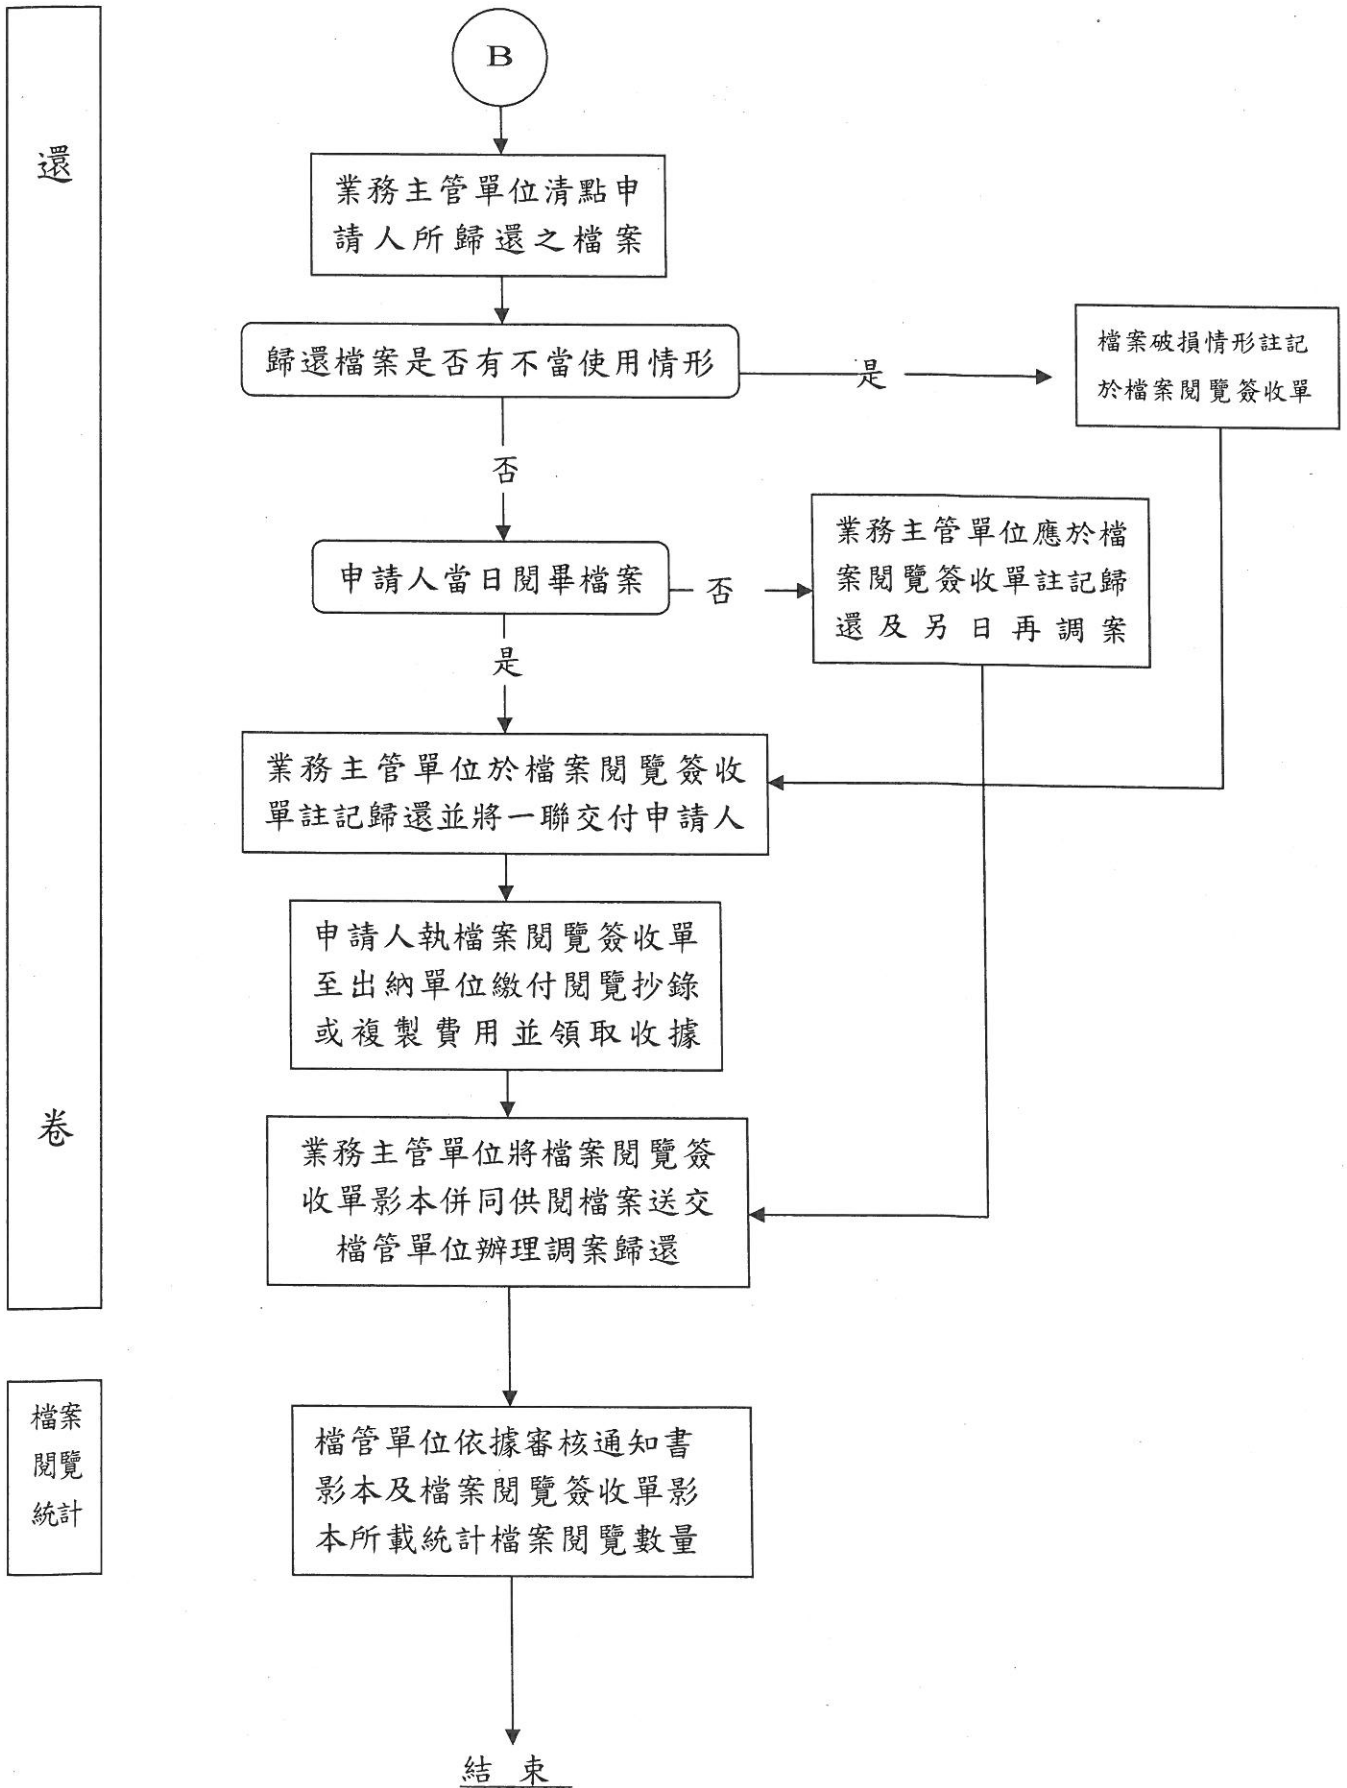 B
還
業務主管單位清點申
請人所歸還之檔案
歸還檔案是否有不當使用情形
是
檔案破損情形註記
於檔案閱覽簽收單
否
申請人當日閱畢檔案
否
業務主管單位應於檔
案閱覽簽收單註記歸
還及另日再調案
是
業務主管單位於檔案閱覽簽收
單註記歸還並將一聯交付申請人
申請人執檔案閱覽簽收單
至出納單位繳付閱覽抄錄
或複製費用並領取收據
卷
業務主管單位將檔案閱覽簽
收單影本併同供閱檔案送交
檔管單位辦理調案歸還
檔案
閱覽
統計
檔管單位依據審核通知書
影本及檔案閱覽簽收單影
本所載統計檔案閱覽數量
結 束